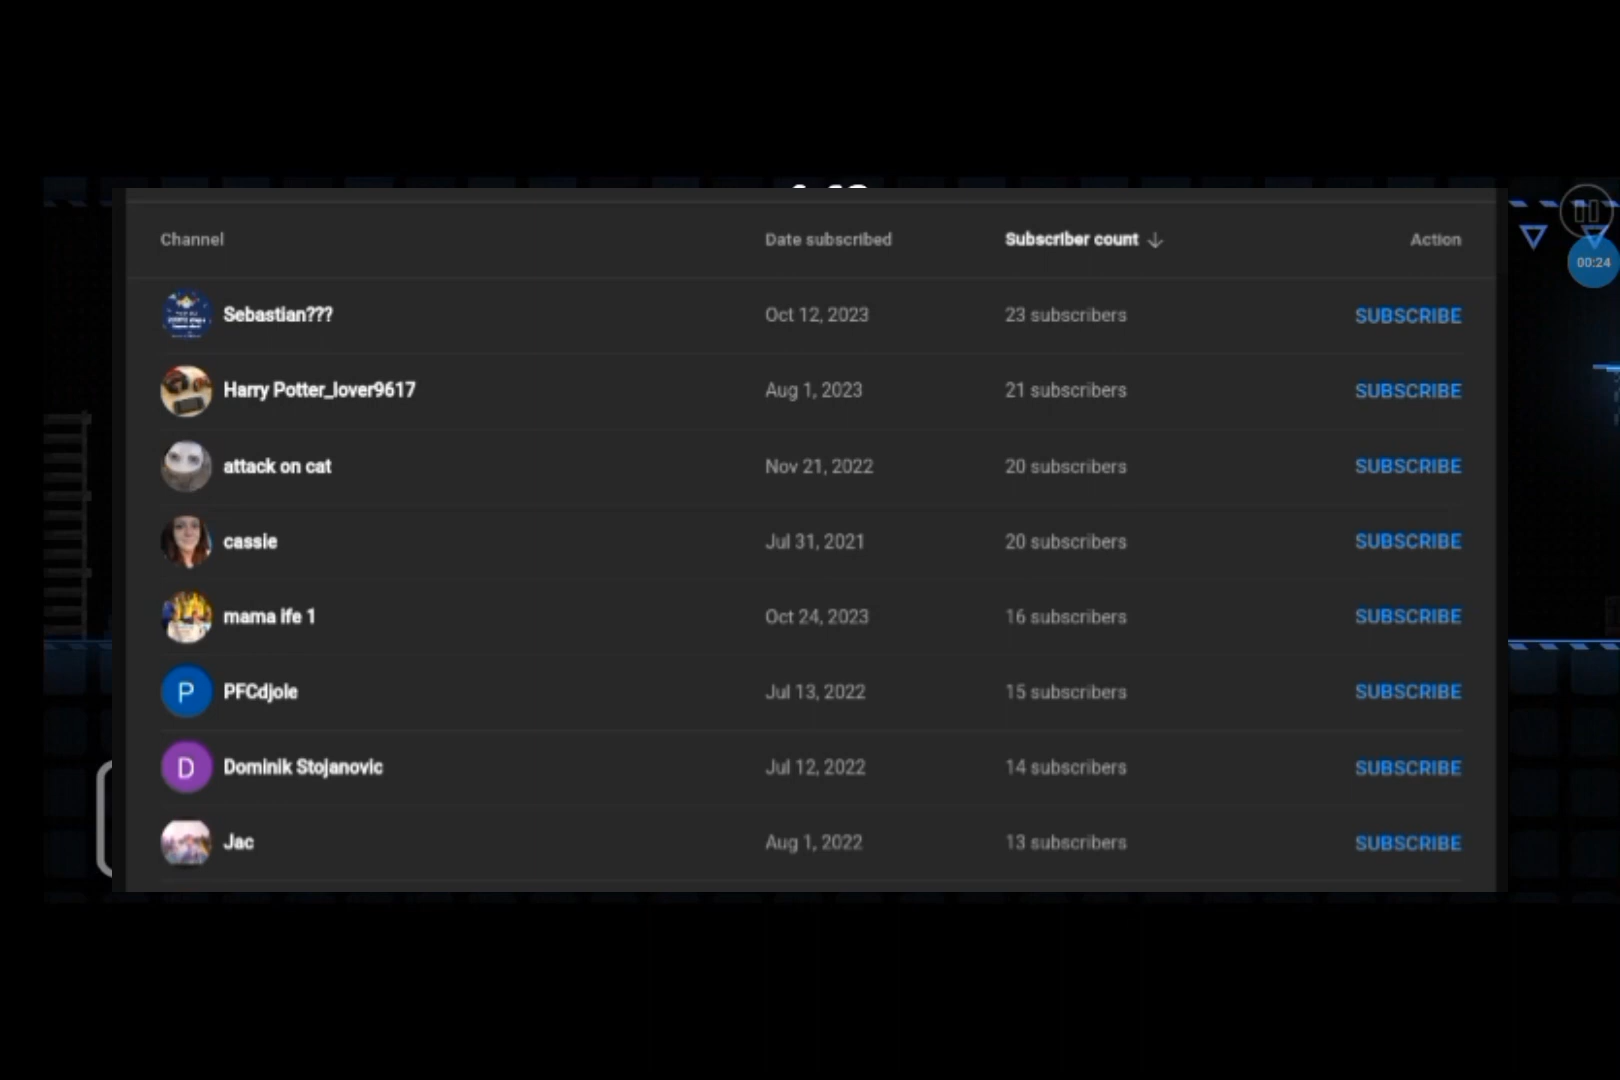 Channel Date subscribed Subscriber count ↓ Action
Sebastian??? Oct 12, 2023 23 subscribers SUBSCRIBE
00:24
Harry Potter_lover9617 Aug 1, 2023 21 subscribers SUBSCRIBE
attack on cat Nov 21, 2022 20 subscribers SUBSCRIBE
cassie Jul 31, 2021 20 subscribers SUBSCRIBE
mama ife 1 Oct 24, 2023 16 subscribers SUBSCRIBE
P PFCdjole Jul 13, 2022 15 subscribers SUBSCRIBE
D Dominik Stojanovic Jul 12, 2022 14 subscribers SUBSCRIBE
Jac Aug 1, 2022 13 subscribers SUBSCRIBE